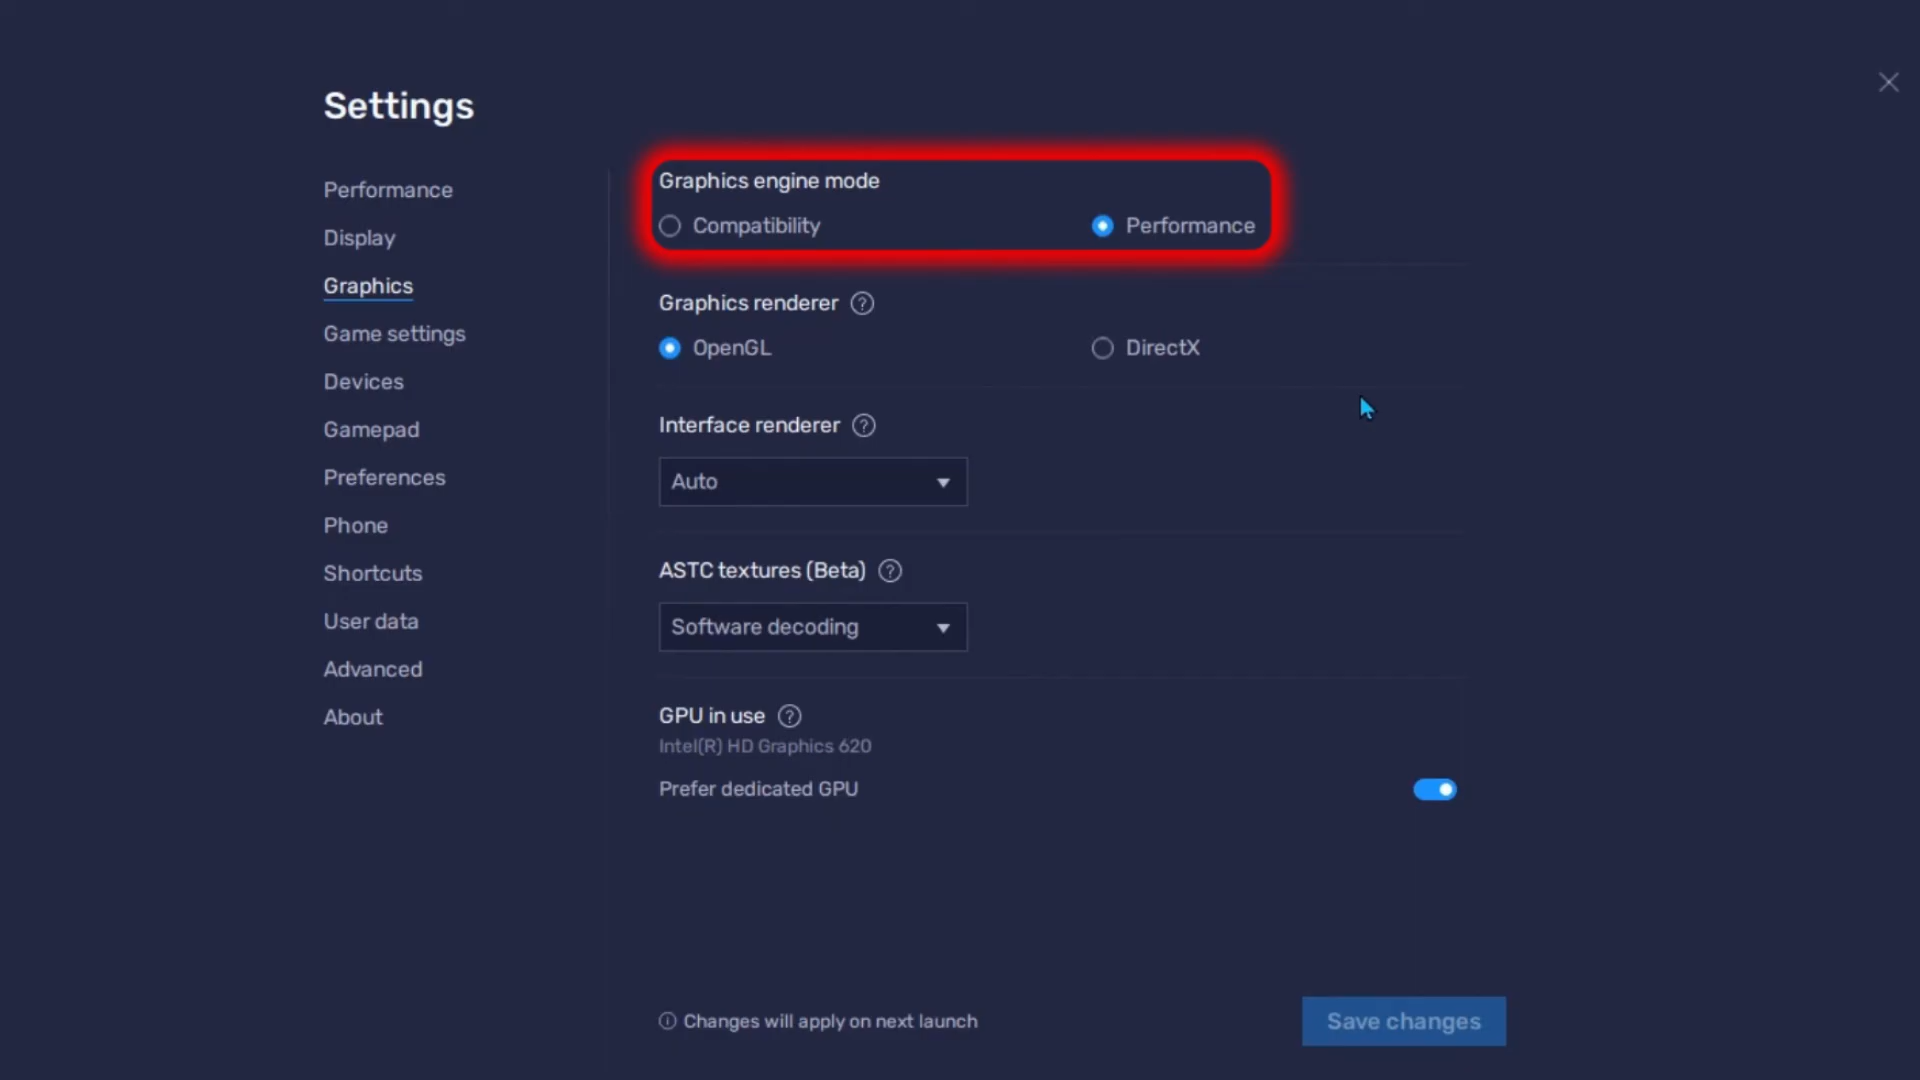 Settings
Performance
Display
Graphics
Game settings
Devices
Gamepad
Preferences
Phone
Shortcuts
User data
Advanced
About
Graphics engine mode
Compatibility
Performance
Graphics renderer ?
OpenGL
DirectX
Interface renderer ?
Auto
ASTC textures (Beta) ?
Software decoding
GPU in use ?
Intel(R) HD Graphics 620
Prefer dedicated GPU
Changes will apply on next launch
Save changes